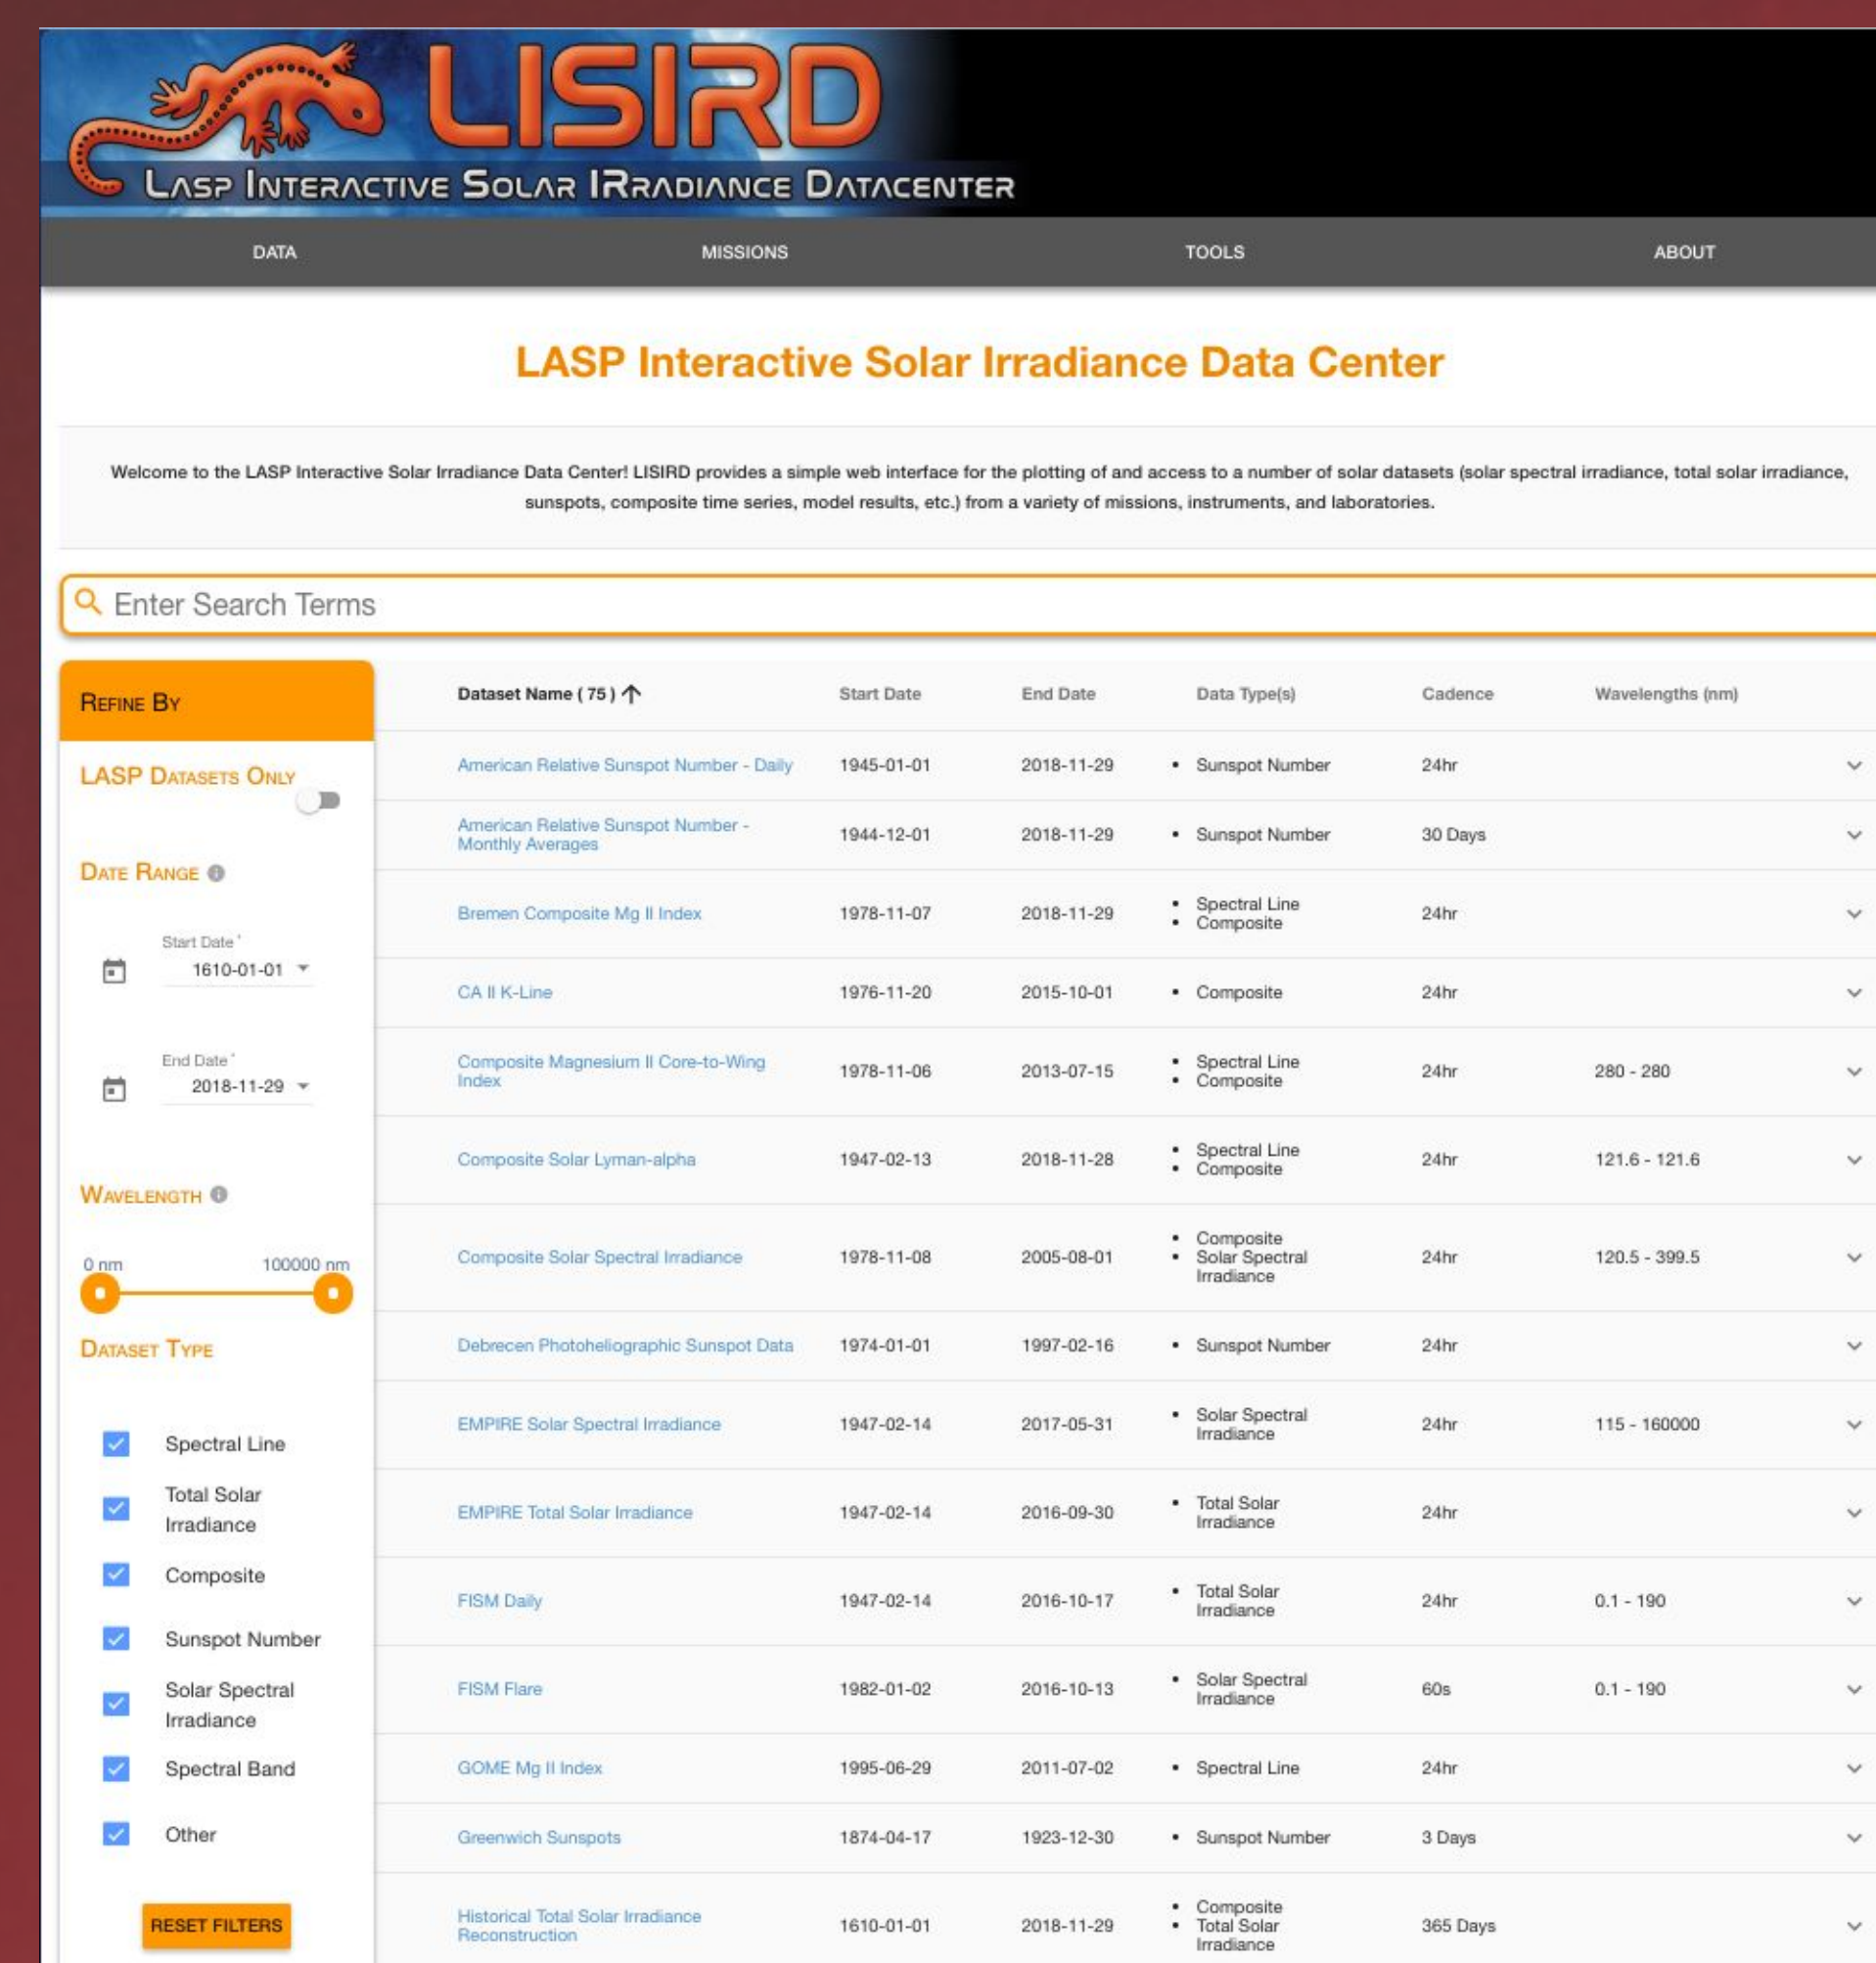 LISIRD
LASP INTERACTIVE SOLAR IRRADIANCE DATACENTER
DATA MISSIONS TOOLS ABOUT
LASP Interactive Solar Irradiance Data Center
Welcome to the LASP Interactive Solar Irradiance Data Center! LISIRD provides a simple web interface for the plotting of and access to a number of solar datasets (solar spectral irradiance, total solar irradiance,
sunspots, composite time series, model results, etc.) from a variety of missions, instruments, and laboratories.
Enter Search Terms
REFINE BY
LASP DATASETS ONLY
DATE RANGE
Start Date *
1610-01-01
End Date *
2018-11-29
WAVELENGTH
0 nm 100000 nm
DATASET TYPE
Spectral Line
Total Solar
Irradiance
Composite
Sunspot Number
Solar Spectral
Irradiance
Spectral Band
Other
RESET FILTERS
Dataset Name ( 75 ) Start Date End Date Data Type(s) Cadence Wavelengths (nm)
American Relative Sunspot Number - Daily 1945-01-01 2018-11-29 • Sunspot Number 24hr
American Relative Sunspot Number -
Monthly Averages 1944-12-01 2018-11-29 • Sunspot Number 30 Days
Bremen Composite Mg II Index 1978-11-07 2018-11-29 • Spectral Line
• Composite 24hr
CA II K-Line 1976-11-20 2015-10-01 • Composite 24hr
Composite Magnesium II Core-to-Wing
Index 1978-11-06 2013-07-15 • Spectral Line
• Composite 24hr 280 - 280
Composite Solar Lyman-alpha 1947-02-13 2018-11-28 • Spectral Line
• Composite 24hr 121.6 - 121.6
Composite Solar Spectral Irradiance 1978-11-08 2005-08-01 • Composite
• Solar Spectral
Irradiance 24hr 120.5 - 399.5
Debrecen Photoheliographic Sunspot Data 1974-01-01 1997-02-16 • Sunspot Number 24hr
EMPIRE Solar Spectral Irradiance 1947-02-14 2017-05-31 • Solar Spectral
Irradiance 24hr 115 - 160000
EMPIRE Total Solar Irradiance 1947-02-14 2016-09-30 • Total Solar
Irradiance 24hr
FISM Daily 1947-02-14 2016-10-17 • Total Solar
Irradiance 24hr 0.1 - 190
FISM Flare 1982-01-02 2016-10-13 • Solar Spectral
Irradiance 60s 0.1 - 190
GOME Mg II Index 1995-06-29 2011-07-02 • Spectral Line 24hr
Greenwich Sunspots 1874-04-17 1923-12-30 • Sunspot Number 3 Days
Historical Total Solar Irradiance
Reconstruction 1610-01-01 2018-11-29 • Composite
• Total Solar
Irradiance 365 Days